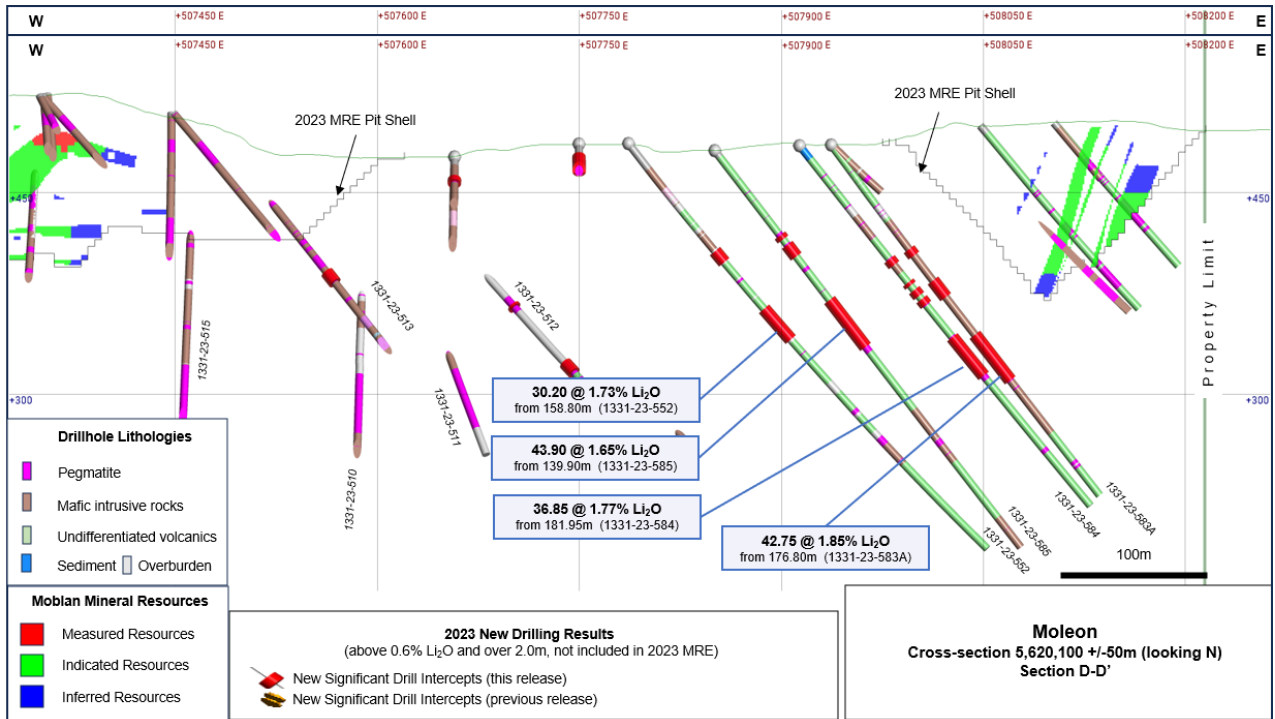 W
+507450 E
+507600 E
+507750 E
+507900 E
+508050 E
+508200 E
E
W
+507450 E
+507600 E
+507750 E
+507900 E
+508050 E
+508200 E
E
2023 MRE Pit Shell
2023 MRE Pit Shell
+450
+450
Property Limit
1331-23-515
1331-23-513
1331-23-512
1331-23-511
1331-23-510
+300
+300
30.20 @ 1.73% Li₂O
from 158.80m (1331-23-552)
43.90 @ 1.65% Li₂O
from 139.90m (1331-23-585)
36.85 @ 1.77% Li₂O
from 181.95m (1331-23-584)
42.75 @ 1.85% Li₂O
from 176.80m (1331-23-583A)
1331-23-552
1331-23-585
1331-23-584
1331-23-583A
100m
Drillhole Lithologies
Pegmatite
Mafic intrusive rocks
Undifferentiated volcanics
Sediment Overburden
Moblan Mineral Resources
Measured Resources
Indicated Resources
Inferred Resources
2023 New Drilling Results
(above 0.6% Li₂O and over 2.0m, not included in 2023 MRE)
New Significant Drill Intercepts (this release)
New Significant Drill Intercepts (previous release)
Moleon
Cross-section 5,620,100 +/-50m (looking N)
Section D-D'